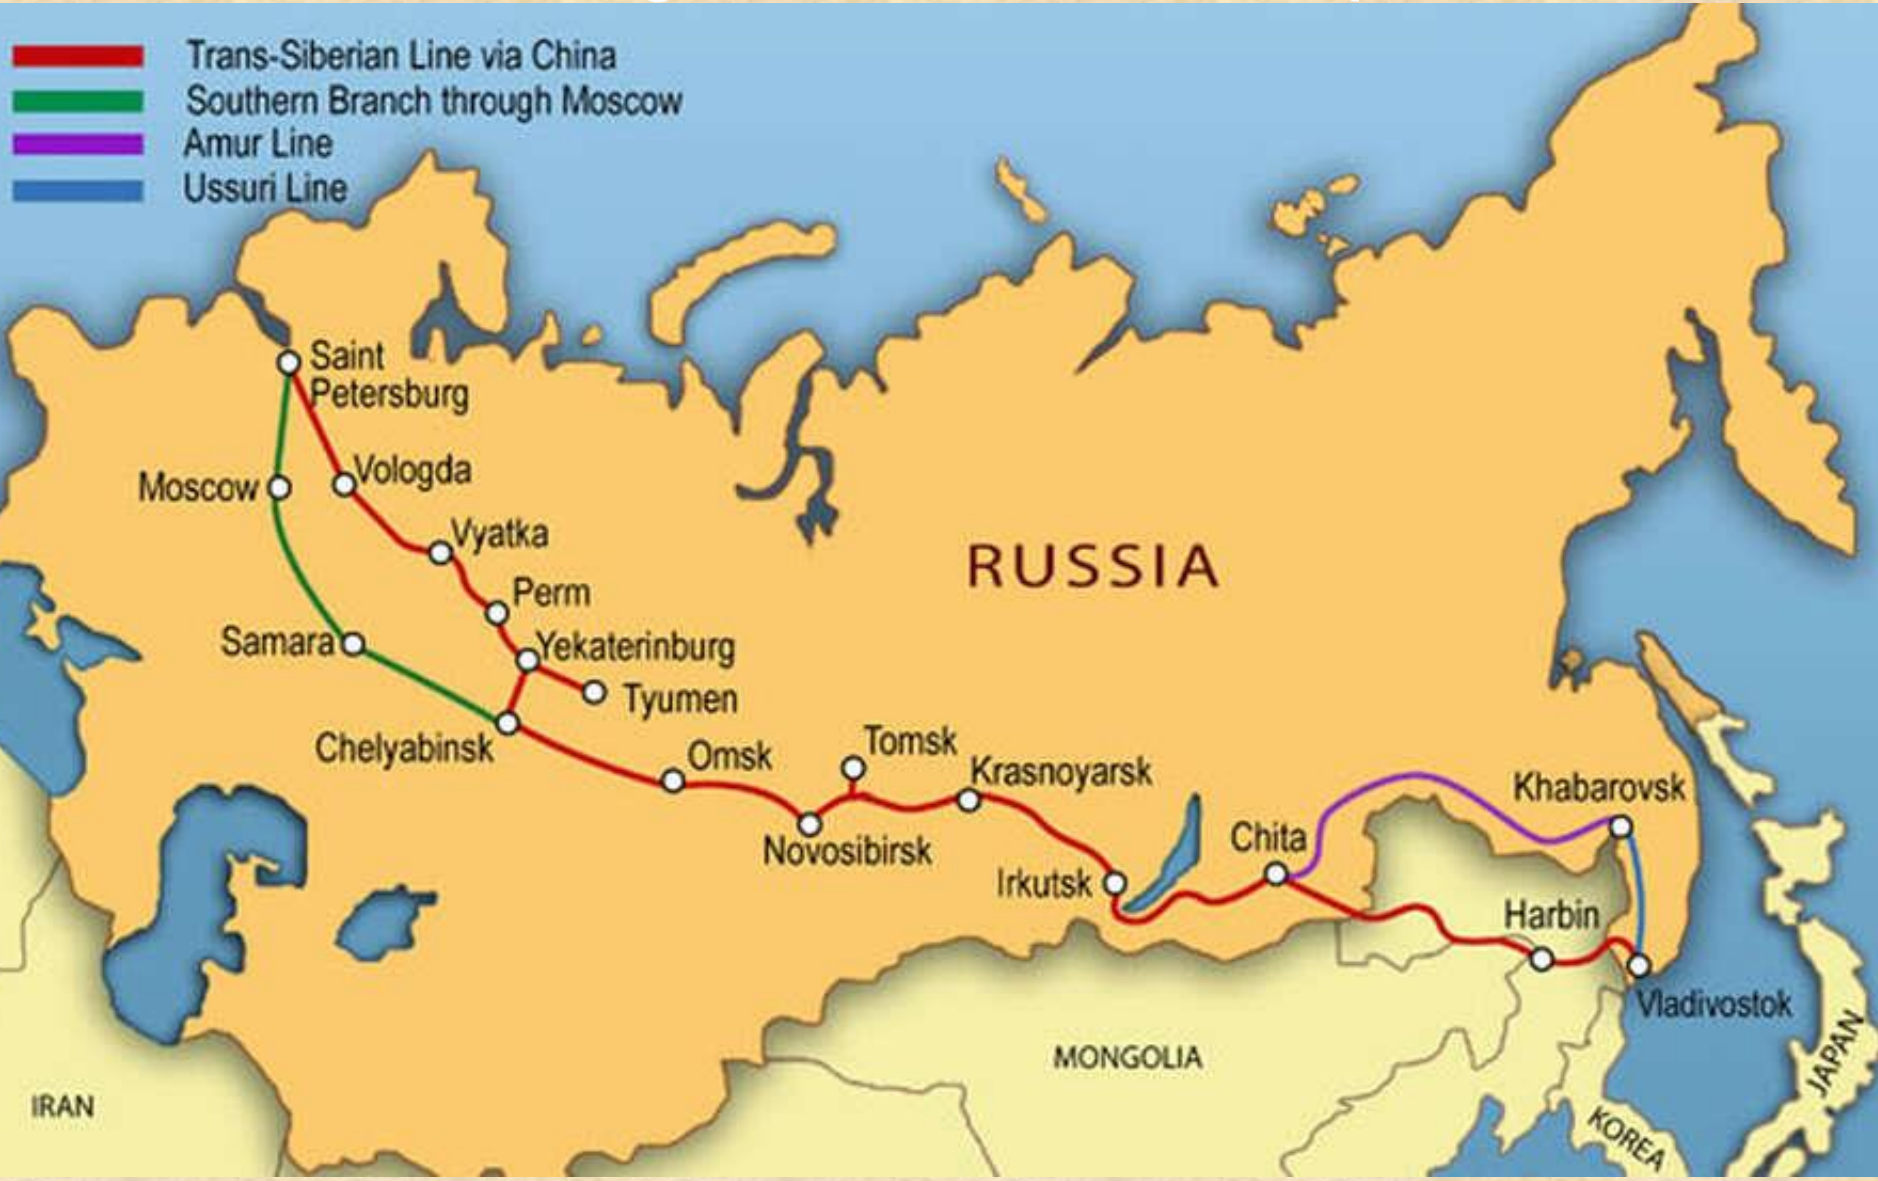 Trans-Siberian Line via China
Southern Branch through Moscow
Amur Line
Ussuri Line
Saint
Petersburg
Vologda
Moscow
Vyatka
Perm
Samara
Yekaterinburg
Tyumen
Chelyabinsk
Omsk
Tomsk
Krasnoyarsk
Novosibirsk
RUSSIA
Irkutsk
Chita
Khabarovsk
Harbin
Vladivostok
MONGOLIA
IRAN
KOREA
JAPAN